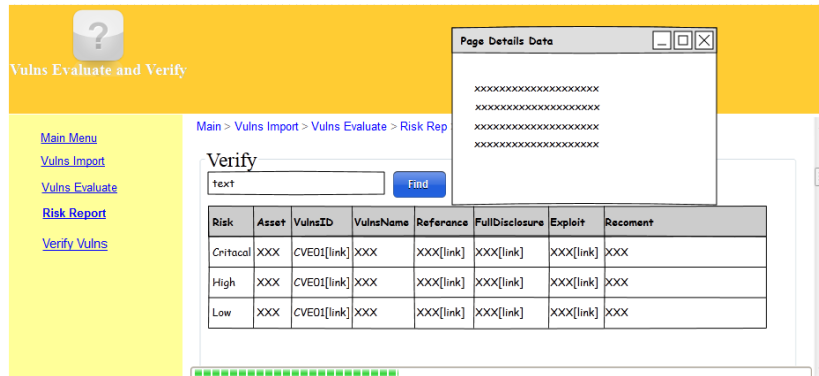 ?
Vulns Evaluate and Verify
Page Details Data
xxxxxxxxxxxxxxxxxxxx
xxxxxxxxxxxxxxxxxxxx
xxxxxxxxxxxxxxxxxxxx
xxxxxxxxxxxxxxxxxxxx
Main Menu
Vulns Import
Vulns Evaluate
Risk Report
Verify Vulns
Main > Vulns Import > Vulns Evaluate > Risk Rep
Verify
text Find
Risk Asset VulnsID VulnsName Referance FullDisclosure Exploit Recoment
Critacal XXX CVE01[link] XXX XXX[link] XXX[link] XXX[link] XXX
High XXX CVE01[link] XXX XXX[link] XXX[link] XXX[link] XXX
Low XXX CVE01[link] XXX XXX[link] XXX[link] XXX[link] XXX